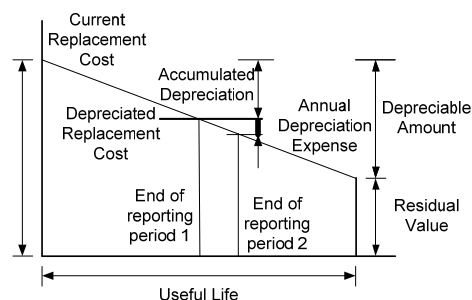 Current
Replacement
Cost
Accumulated
Depreciation
Depreciated
Replacement
Cost
Annual
Depreciation
Expense
Depreciable
Amount
End of
reporting
period 1
End of
reporting
period 2
Residual
Value
Useful Life